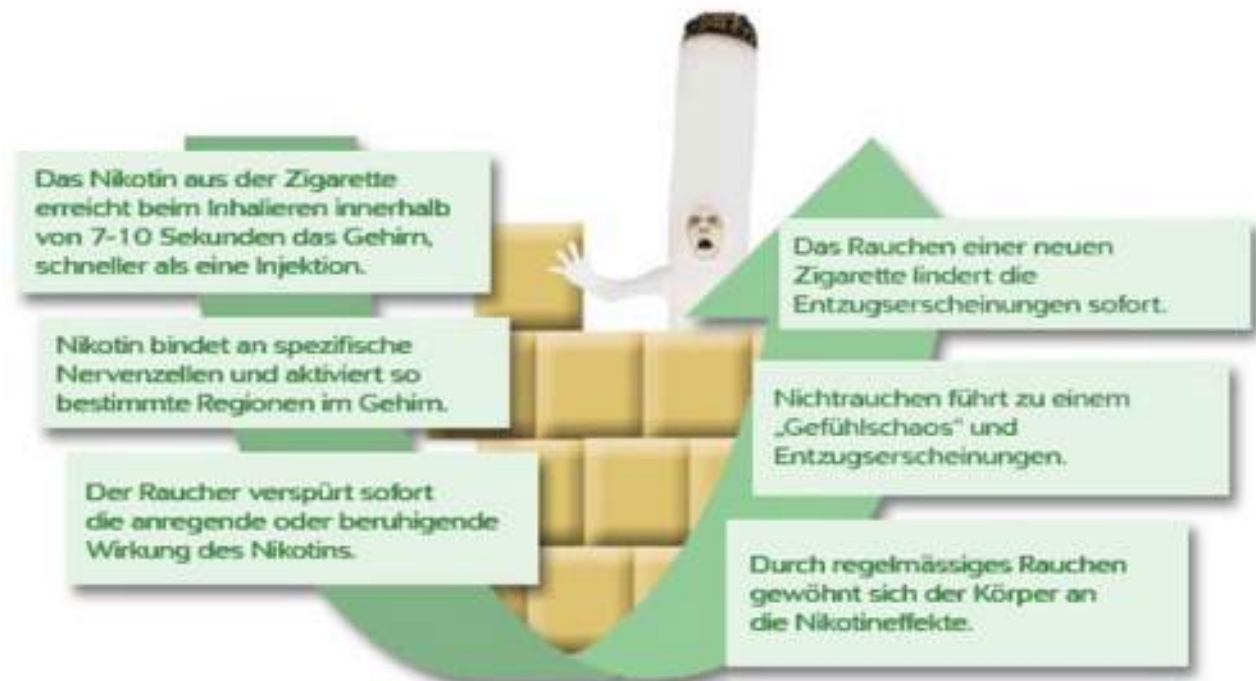 Das Nikotin aus der Zigarette
erreicht beim Inhalieren innerhalb
von 7-10 Sekunden das Gehirn,
schneller als eine Injektion.
Nikotin bindet an spezifische
Nervenzellen und aktiviert so
bestimmte Regionen im Gehirn.
Der Raucher verspürt sofort
die anregende oder beruhigende
Wirkung des Nikotins.
Durch regelmässiges Rauchen
gewöhnt sich der Körper an
die Nikotineffekte.
Nichtrauchen führt zu einem
„Gefühlschaos“ und
Entzugserscheinungen.
Das Rauchen einer neuen
Zigarette lindert die
Entzugserscheinungen sofort.